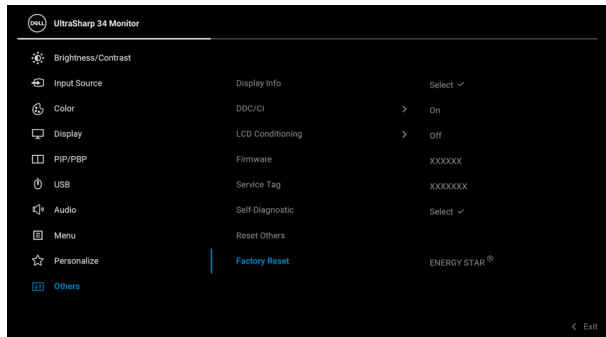 DELL UltraSharp 34 Monitor
Brightness/Contrast
Input Source Display Info Select ✓
Color DDC/CI > On
Display LCD Conditioning > Off
PIP/PBP Firmware XXXXXX
USB Service Tag XXXXXXX
Audio Self-Diagnostic Select ✓
Menu Reset Others
Personalize Factory Reset ENERGY STAR ®
Others
< Exit